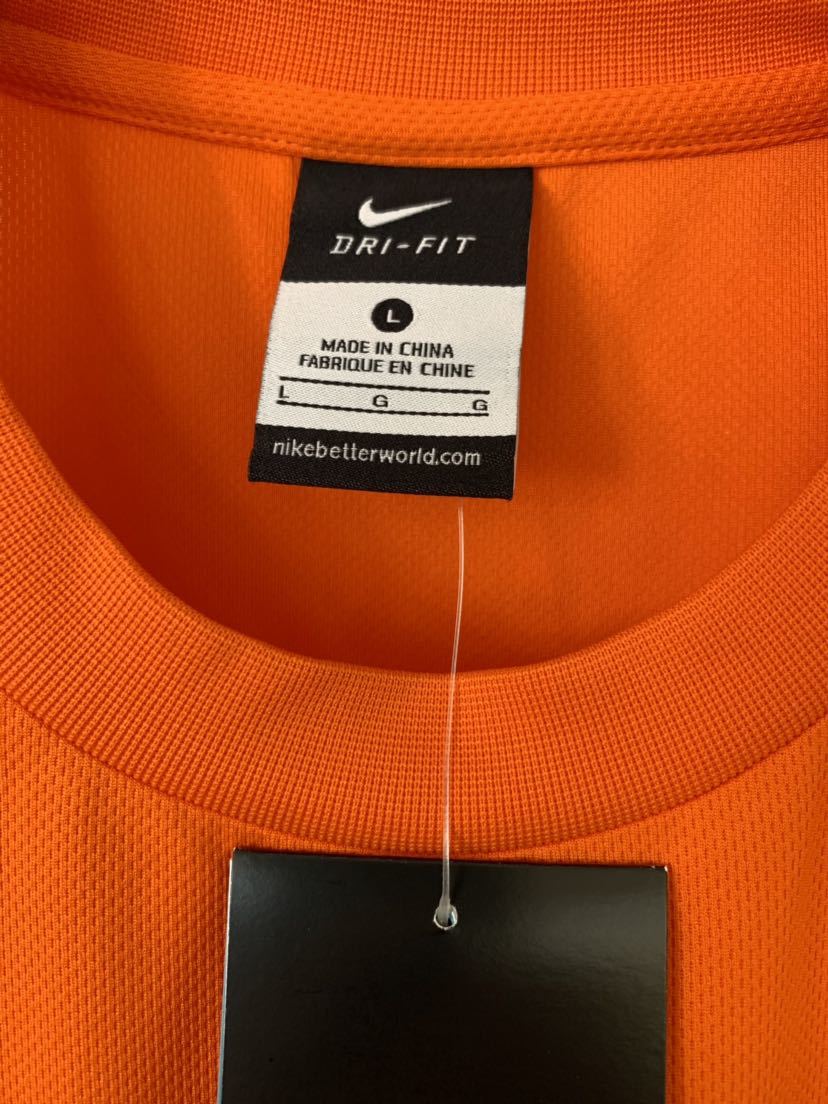 DRI-FIT
L
MADE IN CHINA
FABRIQUE EN CHINE
L G G
nikebetterworld.com